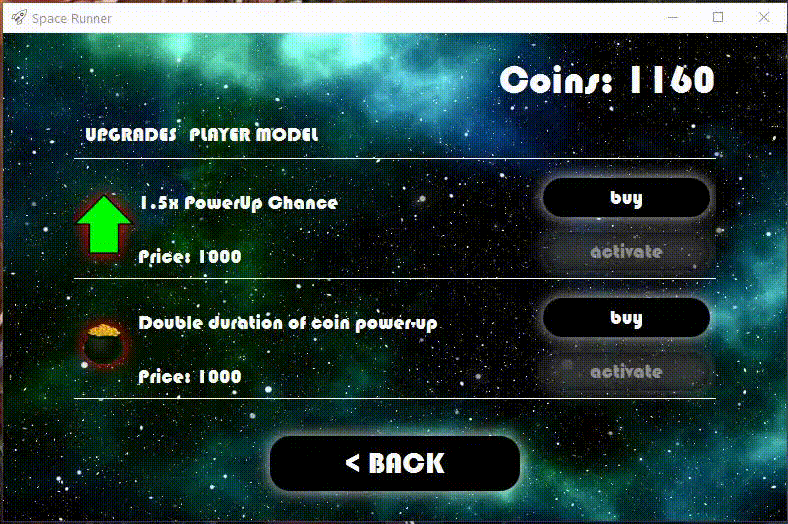 Space Runner
Coins: 1160
UPGRADES PLAYER MODEL
1.5x PowerUp Chance
buy
Price: 1000
activate
Double duration of coin power-up
buy
Price: 1000
activate
< BACK